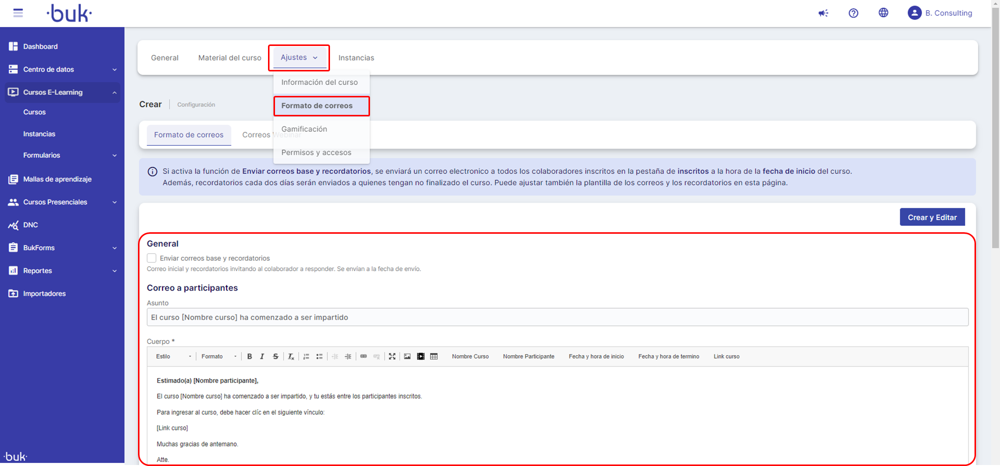 ·buk·
B. Consulting
Dashboard
Centro de datos
Cursos E-Learning
Cursos
Instancias
Formularios
Mallas de aprendizaje
Cursos Presenciales
DNC
BukForms
Reportes
Importadores
·buk·
General Material del curso Ajustes Instancias
Información del curso
Formato de correos
Gamificación
Permisos y accesos
Crear Configuración
Formato de correos Correos Webinar
Si activa la función de Enviar correos base y recordatorios, se enviará un correo electronico a todos los colaboradores inscritos en la pestaña de inscritos a la hora de la fecha de inicio del curso.
Además, recordatorios cada dos días serán enviados a quienes tengan no finalizado el curso. Puede ajustar también la plantilla de los correos y los recordatorios en esta página.
Crear y Editar
General
Enviar correos base y recordatorios
Correo inicial y recordatorios invitando al colaborador a responder. Se envían a la fecha de envío.
Correo a participantes
Asunto
El curso [Nombre curso] ha comenzado a ser impartido
Cuerpo *
Estilo Formato B I S Tx Nombre Curso Nombre Participante Fecha y hora de inicio Fecha y hora de termino Link curso
Estimado(a) [Nombre participante],
El curso [Nombre curso] ha comenzado a ser impartido, y tu estás entre los participantes inscritos.
Para ingresar al curso, debe hacer clíc en el siguiente vínculo:
[Link curso]
Muchas gracias de antemano.
Atte.